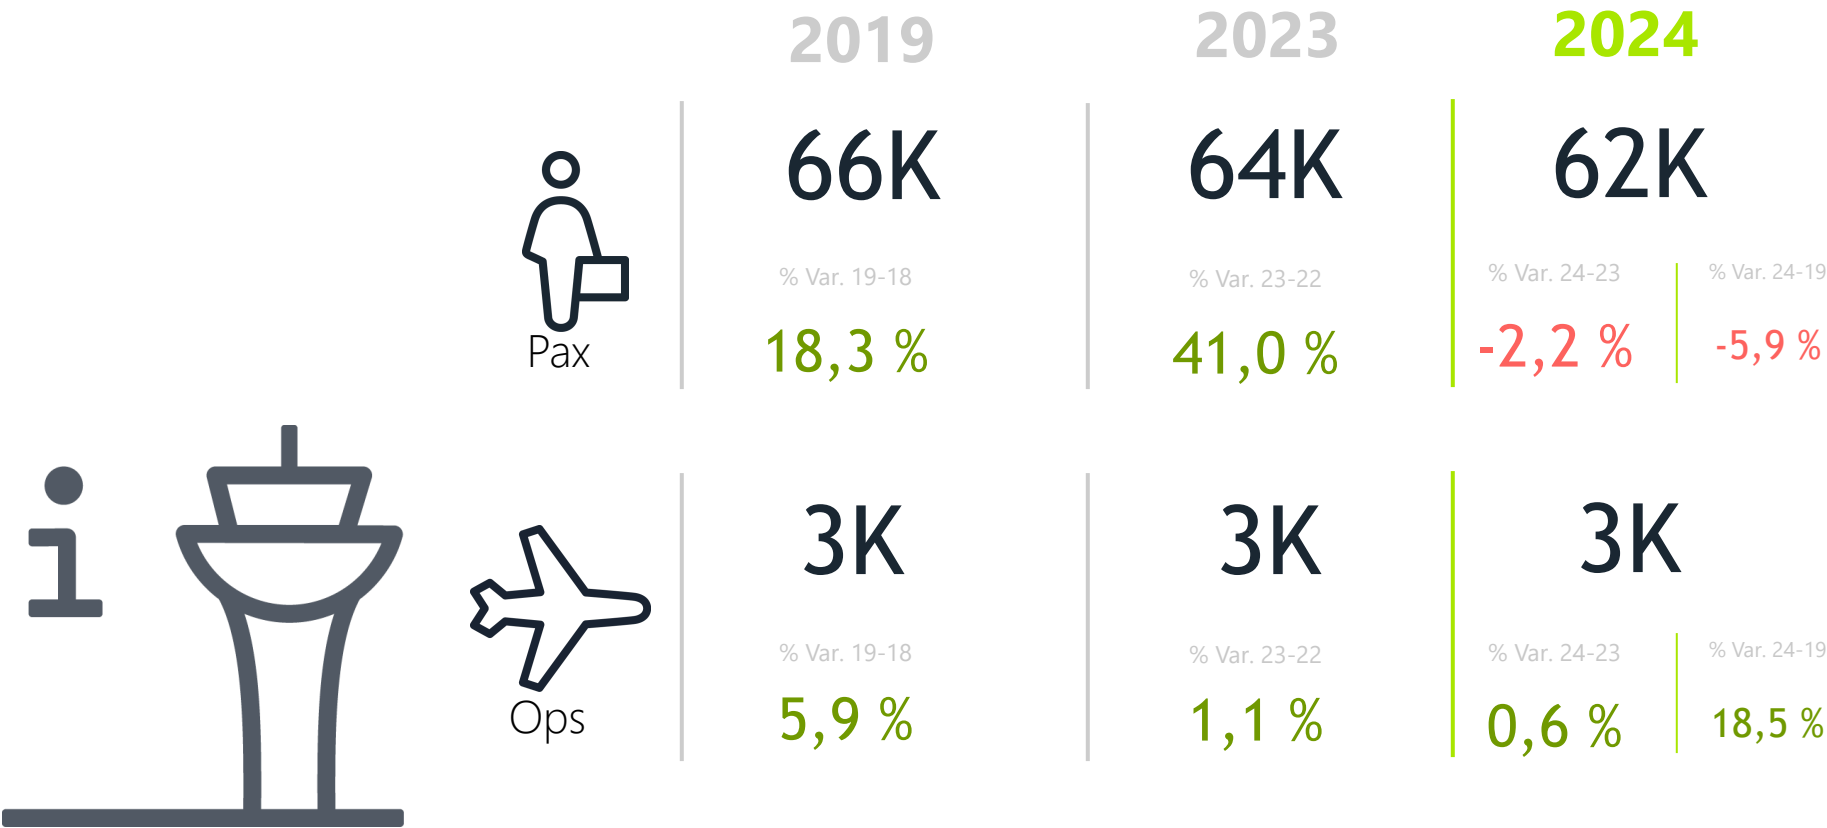 2019 2023 2024
66K 64K 62K
% Var. 19-18 % Var. 23-22 % Var. 24-23 % Var. 24-19
Pax 18,3 % 41,0 % -2,2 % -5,9 %
3K 3K 3K
% Var. 19-18 % Var. 23-22 % Var. 24-23 % Var. 24-19
Ops 5,9 % 1,1 % 0,6 % 18,5 %